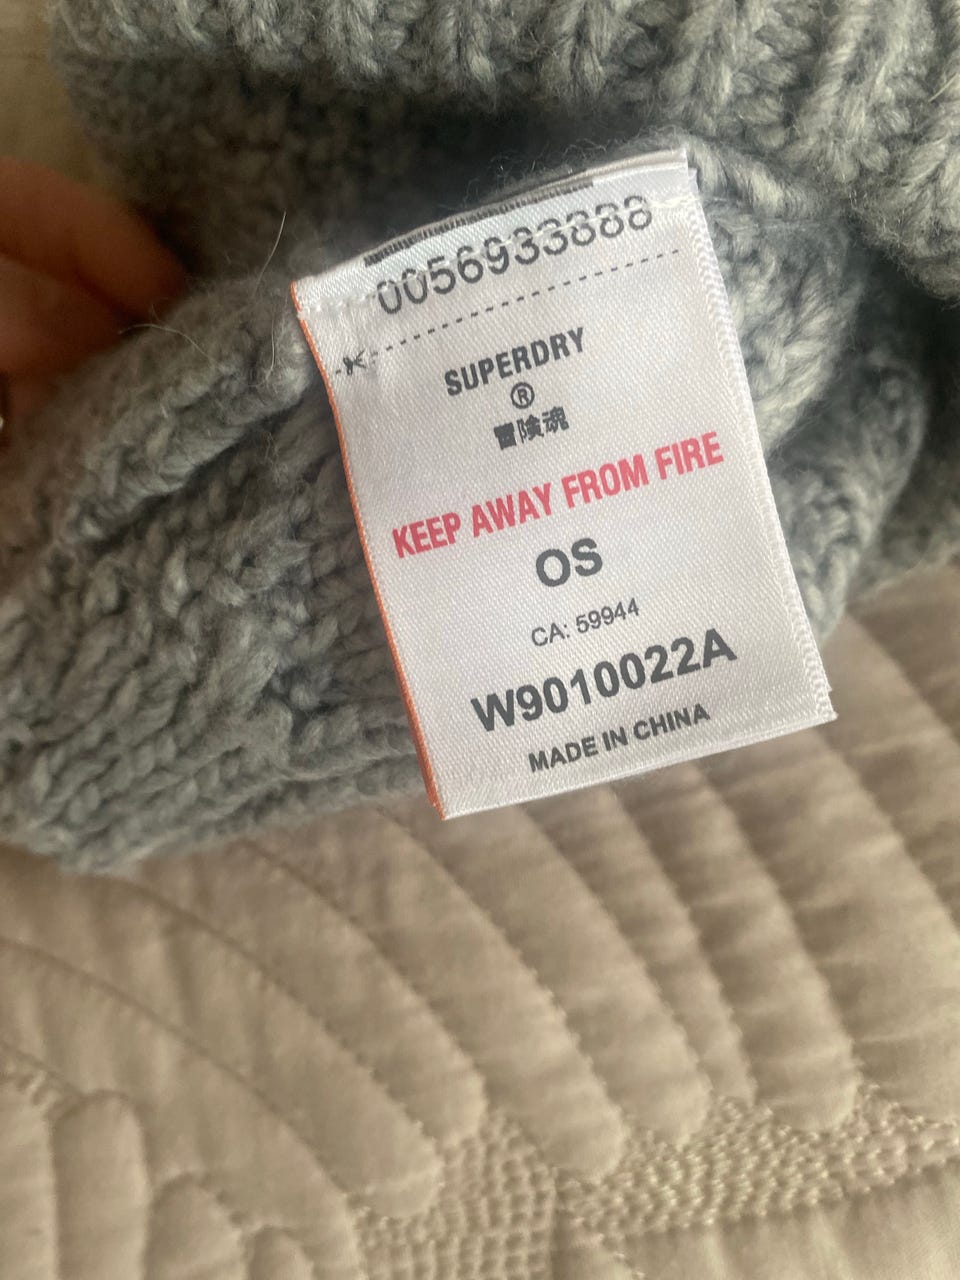 0056933888
SUPERDRY
®
冒険魂
KEEP AWAY FROM FIRE
OS
CA: 59944
W9010022A
MADE IN CHINA